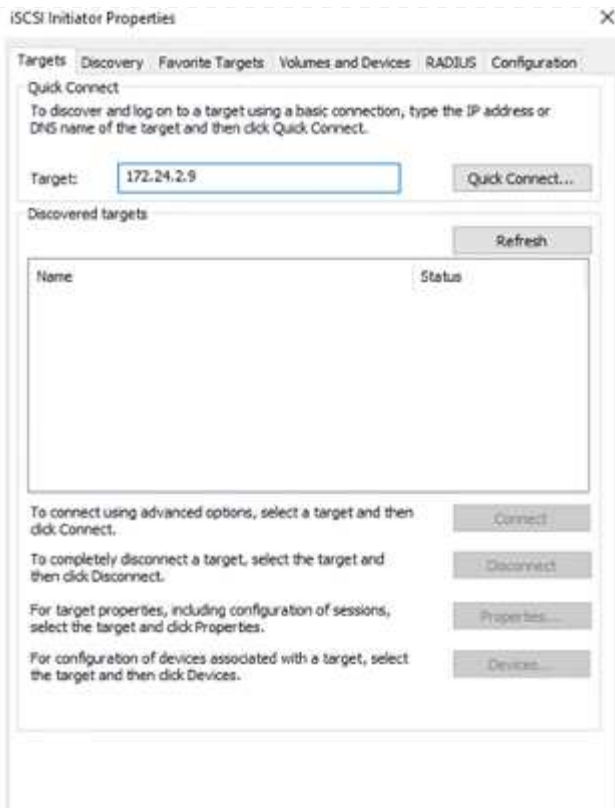 iSCSI Initiator Properties
Targets Discovery Favorite Targets Volumes and Devices RADIUS Configuration
Quick Connect
To discover and log on to a target using a basic connection, type the IP address or
DNS name of the target and then click Quick Connect.
Target: 172.24.2.9 Quick Connect...
Discovered targets
Refresh
Name Status
To connect using advanced options, select a target and then
click Connect.
Connect
To completely disconnect a target, select the target and
then click Disconnect.
Disconnect
For target properties, including configuration of sessions,
select the target and click Properties.
Properties...
For configuration of devices associated with a target, select
the target and then click Devices.
Devices...